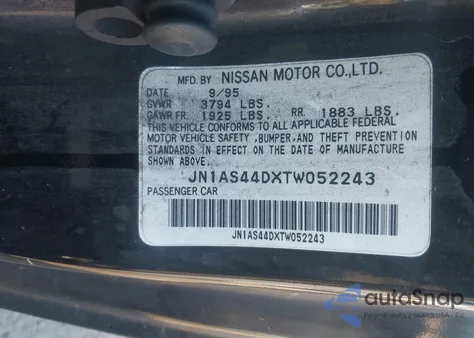 MFD. BY NISSAN MOTOR CO.,LTD.
DATE 9/95
GVWR 3794 LBS.
GAWR FR. 1925 LBS. RR. 1883 LBS.
THIS VEHICLE CONFORMS TO ALL APPLICABLE FEDERAL
MOTOR VEHICLE SAFETY ,BUMPER,AND THEFT PREVENTION
STANDARDS IN EFFECT ON THE DATE OF MANUFACTURE
SHOWN ABOVE.
JN1AS44DXTW052243
PASSENGER CAR
JN1AS44DXTW052243
autoSnap